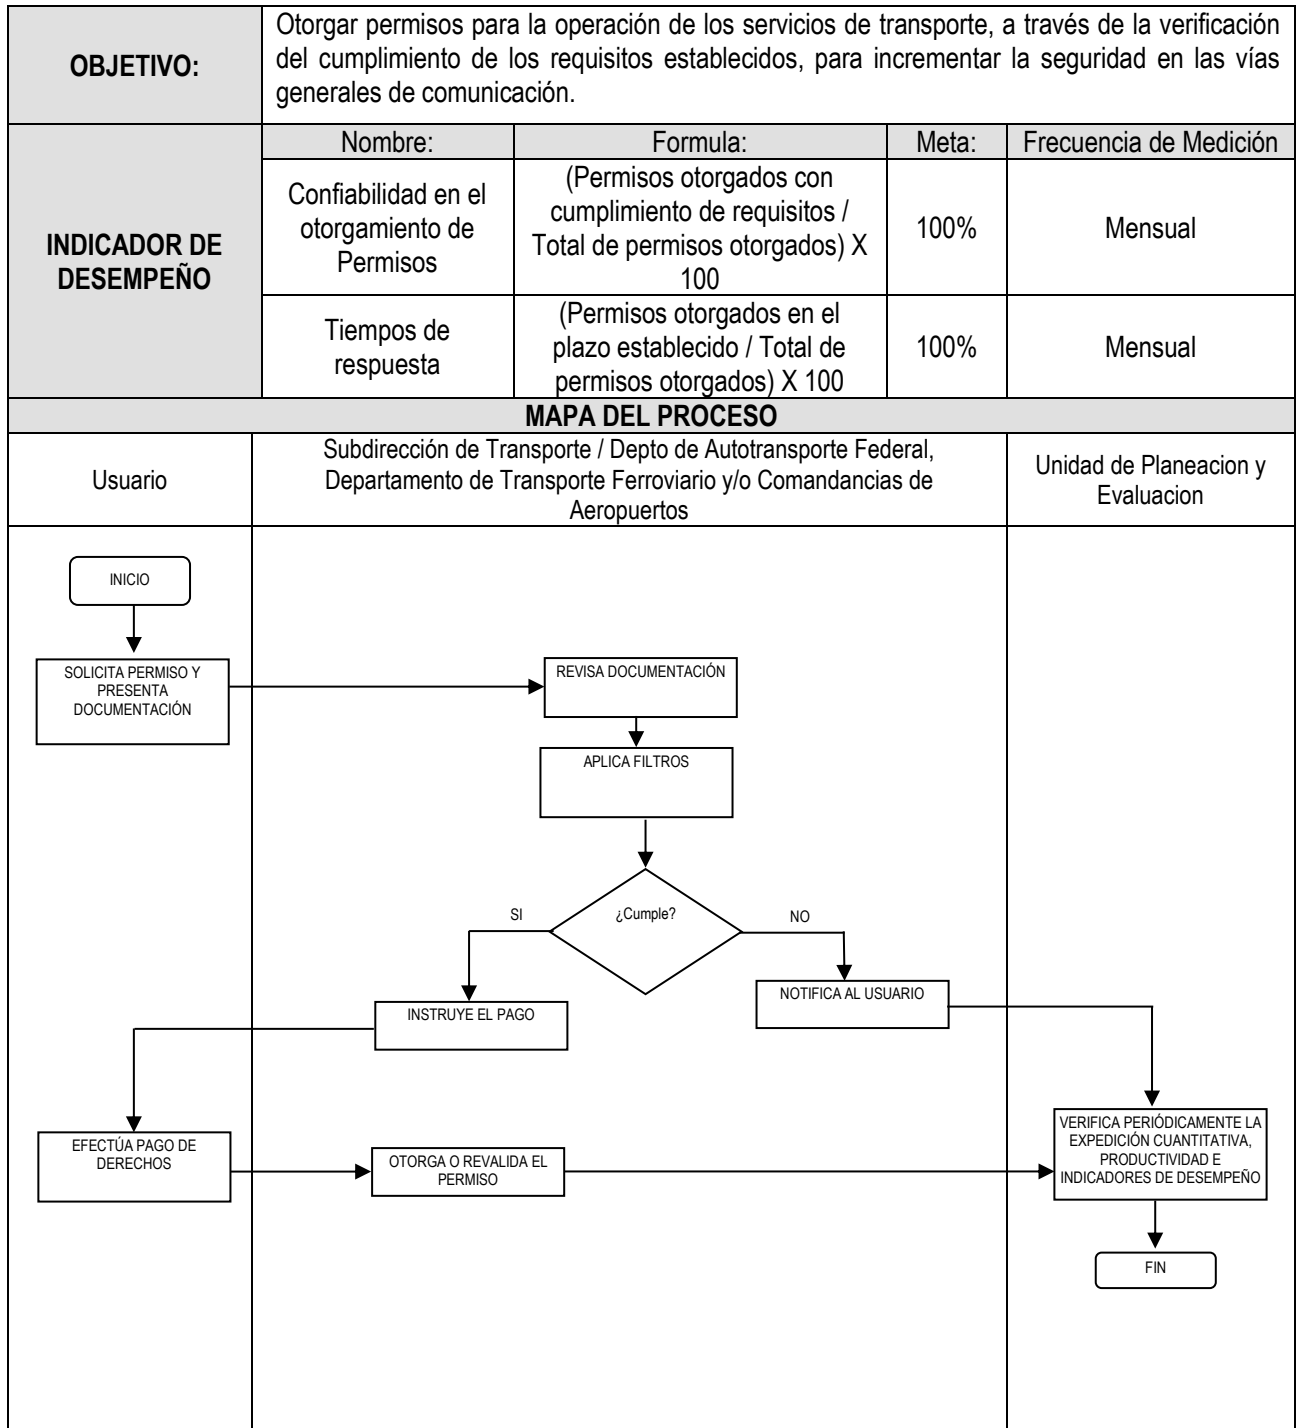 OBJETIVO:
Otorgar permisos para la operación de los servicios de transporte, a través de la verificación
del cumplimiento de los requisitos establecidos, para incrementar la seguridad en las vías
generales de comunicación.
INDICADOR DE
DESEMPEÑO
Nombre:
Formula:
Meta:
Frecuencia de Medición
Confiabilidad en el
otorgamiento de
Permisos
(Permisos otorgados con
cumplimiento de requisitos /
Total de permisos otorgados) X
100
100%
Mensual
Tiempos de
respuesta
(Permisos otorgados en el
plazo establecido / Total de
permisos otorgados) X 100
100%
Mensual
MAPA DEL PROCESO
Usuario
Subdirección de Transporte / Depto de Autotransporte Federal,
Departamento de Transporte Ferroviario y/o Comandancias de
Aeropuertos
Unidad de Planeacion y
Evaluacion
INICIO
SOLICITA PERMISO Y
PRESENTA
DOCUMENTACIÓN
REVISA DOCUMENTACIÓN
APLICA FILTROS
¿Cumple?
SI
NO
NOTIFICA AL USUARIO
INSTRUYE EL PAGO
EFECTÚA PAGO DE
DERECHOS
OTORGA O REVALIDA EL
PERMISO
VERIFICA PERIÓDICAMENTE LA
EXPEDICIÓN CUANTITATIVA,
PRODUCTIVIDAD E
INDICADORES DE DESEMPEÑO
FIN